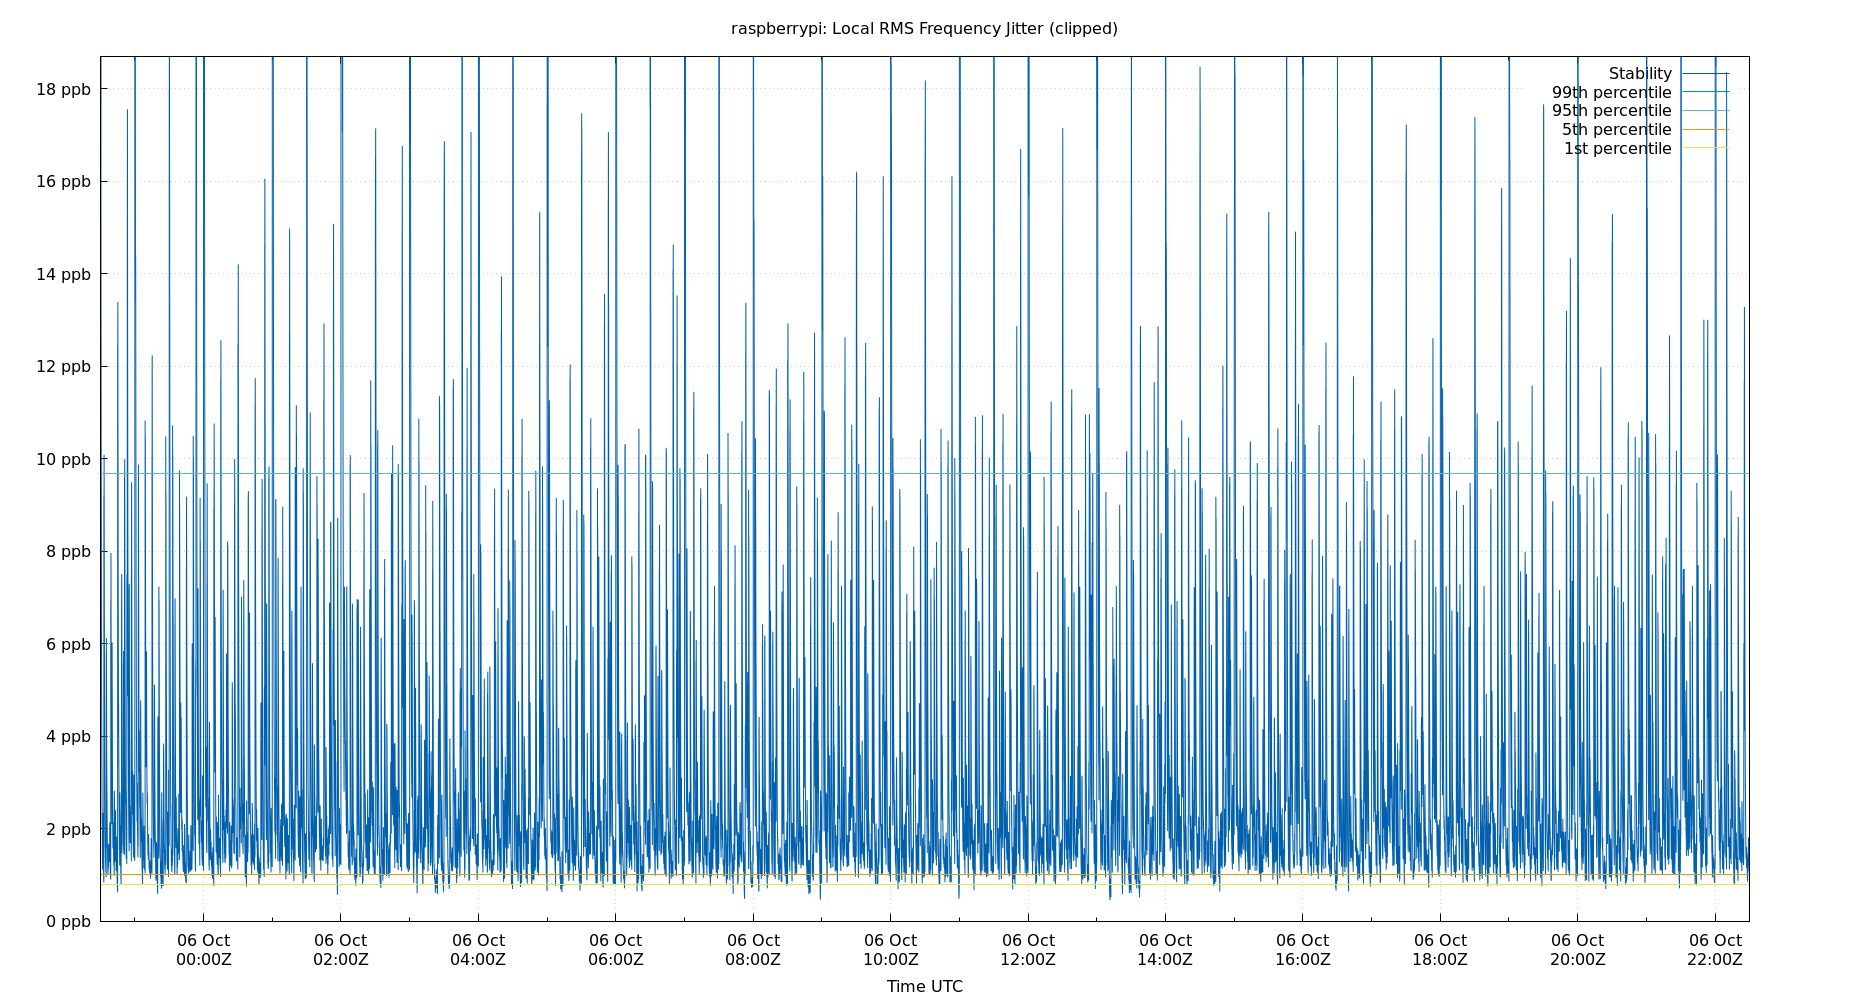 raspberrypi: Local RMS Frequency Jitter (clipped)
Stability
99th percentile
95th percentile
5th percentile
1st percentile
18 ppb
16 ppb
14 ppb
12 ppb
10 ppb
8 ppb
6 ppb
4 ppb
2 ppb
0 ppb
06 Oct 06 Oct 06 Oct 06 Oct 06 Oct 06 Oct 06 Oct 06 Oct 06 Oct 06 Oct 06 Oct 06 Oct
00:00Z 02:00Z 04:00Z 06:00Z 08:00Z 10:00Z 12:00Z 14:00Z 16:00Z 18:00Z 20:00Z 22:00Z
Time UTC